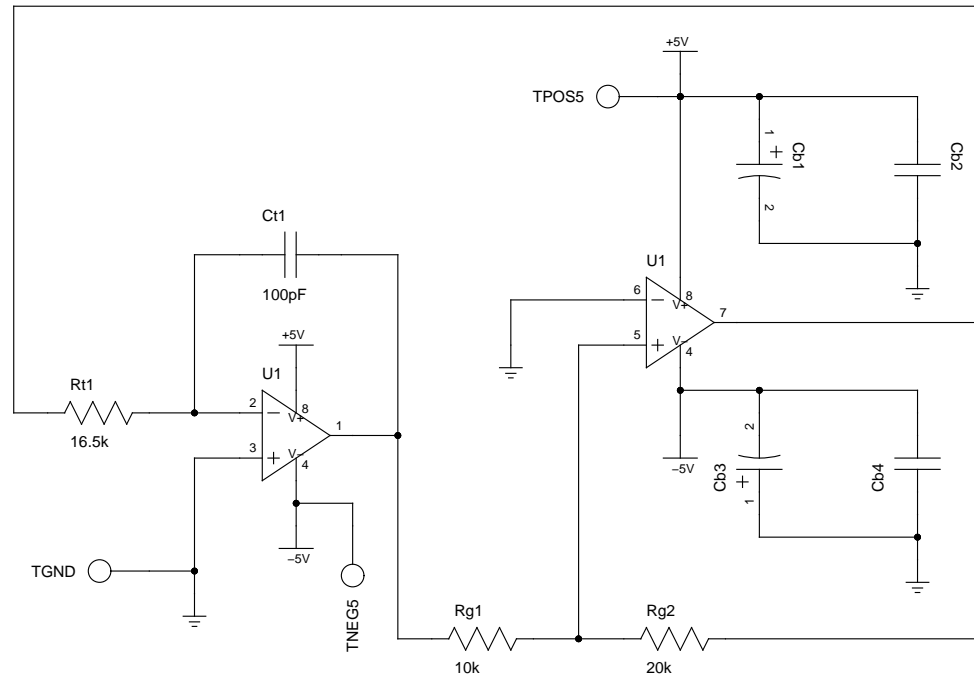 +5V
TPOS5
1
+
Cb1
2
Cb2
Ct1
100pF
U1
6
−
V+
8
7
5
+
V−
4
+5V
U1
Rt1
16.5k
2
−
V+
8
1
3
+
V−
4
−5V
2
Cb3
+
1
Cb4
−5V
TGND
TNEG5
Rg1
10k
Rg2
20k